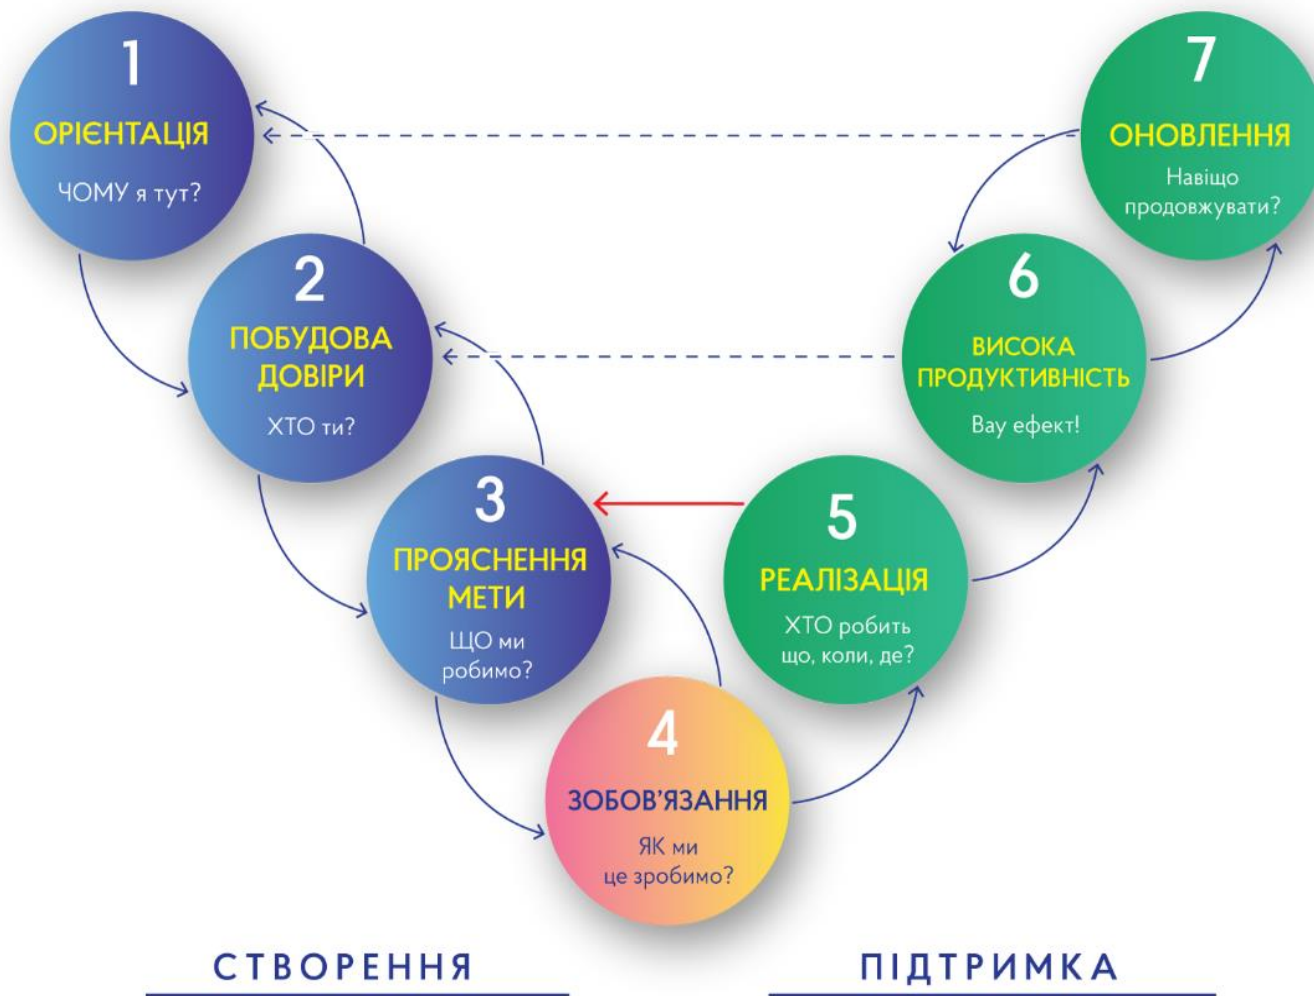 1
ОРІЄНТАЦІЯ
ЧОМУ я тут?
2
ПОБУДОВА
ДОВІРИ
ХТО ти?
3
ПРОЯСНЕННЯ
МЕТИ
ЩО ми
робимо?
4
ЗОБОВ'ЯЗАННЯ
ЯК ми
це зробимо?
5
РЕАЛІЗАЦІЯ
ХТО робить
що, коли, де?
6
ВИСОКА
ПРОДУКТИВНІСТЬ
Вау ефект!
7
ОНОВЛЕННЯ
Навіщо
продовжувати?
СТВОРЕННЯ
ПІДТРИМКА